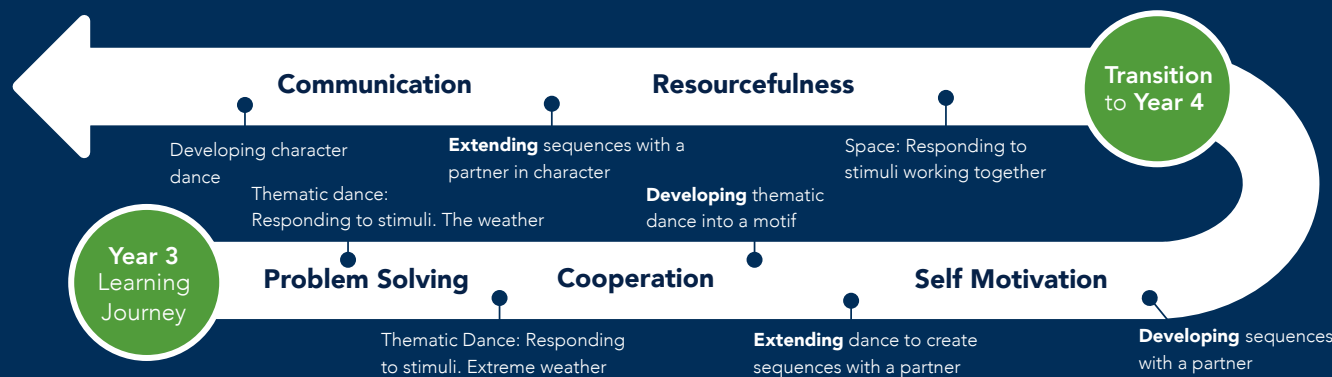 Communication
Resourcefulness
Transition
to Year 4
Developing character
dance
Extending sequences with a
partner in character
Space: Responding to
stimuli working together
Thematic dance:
Responding to stimuli. The weather
Developing thematic
dance into a motif
Year 3
Learning
Journey
Problem Solving
Cooperation
Self Motivation
Thematic Dance: Responding
to stimuli. Extreme weather
Extending dance to create
sequences with a partner
Developing sequences
with a partner